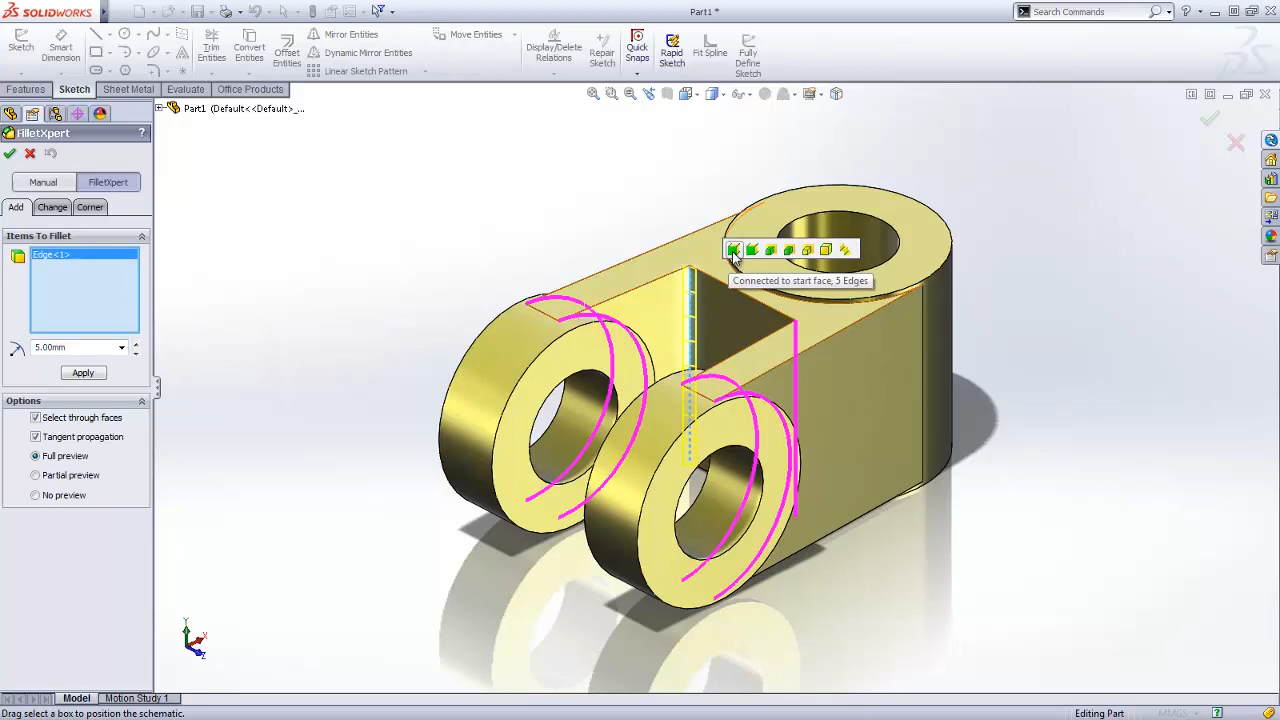 SOLIDWORKS
Part1 *
Search Commands
Sketch
Smart Dimension
Trim Entities
Convert Entities
Offset Entities
Mirror Entities
Dynamic Mirror Entities
Linear Sketch Pattern
Move Entities
Display/Delete Relations
Repair Sketch
Quick Snaps
Rapid Sketch
Fit Spline
Fully Define Sketch
Features
Sketch
Sheet Metal
Evaluate
Office Products
Part1 (Default<<Default>_...
FilletXpert
?
Manual
FilletXpert
Add
Change
Corner
Items To Fillet
Edge<1>
5.00mm
Apply
Options
Select through faces
Tangent propagation
Full preview
Partial preview
No preview
Connected to start face, 5 Edges
Y
X
Z
Model
Motion Study 1
Drag select a box to position the schematic.
Editing Part
MMGS
?